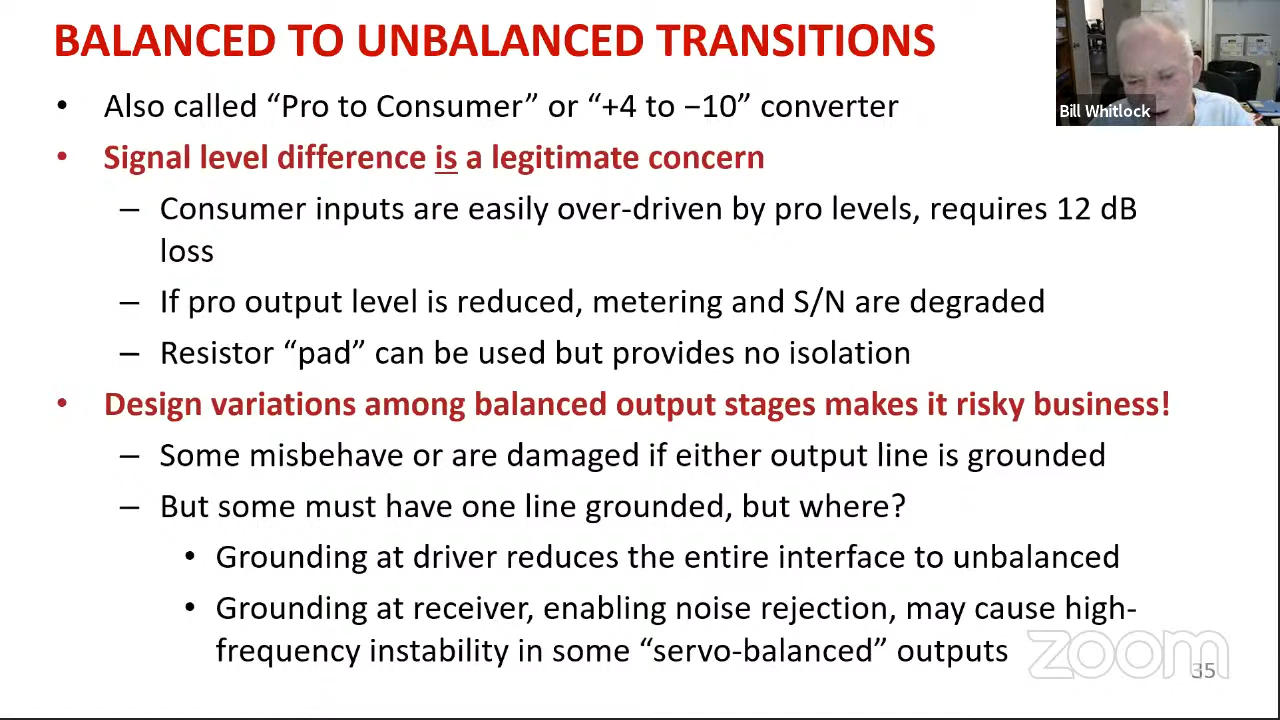 BALANCED TO UNBALANCED TRANSITIONS
• Also called “Pro to Consumer” or “+4 to −10” converter
• Signal level difference is a legitimate concern
– Consumer inputs are easily over-driven by pro levels, requires 12 dB
loss
– If pro output level is reduced, metering and S/N are degraded
– Resistor “pad” can be used but provides no isolation
• Design variations among balanced output stages makes it risky business!
– Some misbehave or are damaged if either output line is grounded
– But some must have one line grounded, but where?
• Grounding at driver reduces the entire interface to unbalanced
• Grounding at receiver, enabling noise rejection, may cause high-
frequency instability in some “servo-balanced” outputs
Bill Whitlock
zoom
35